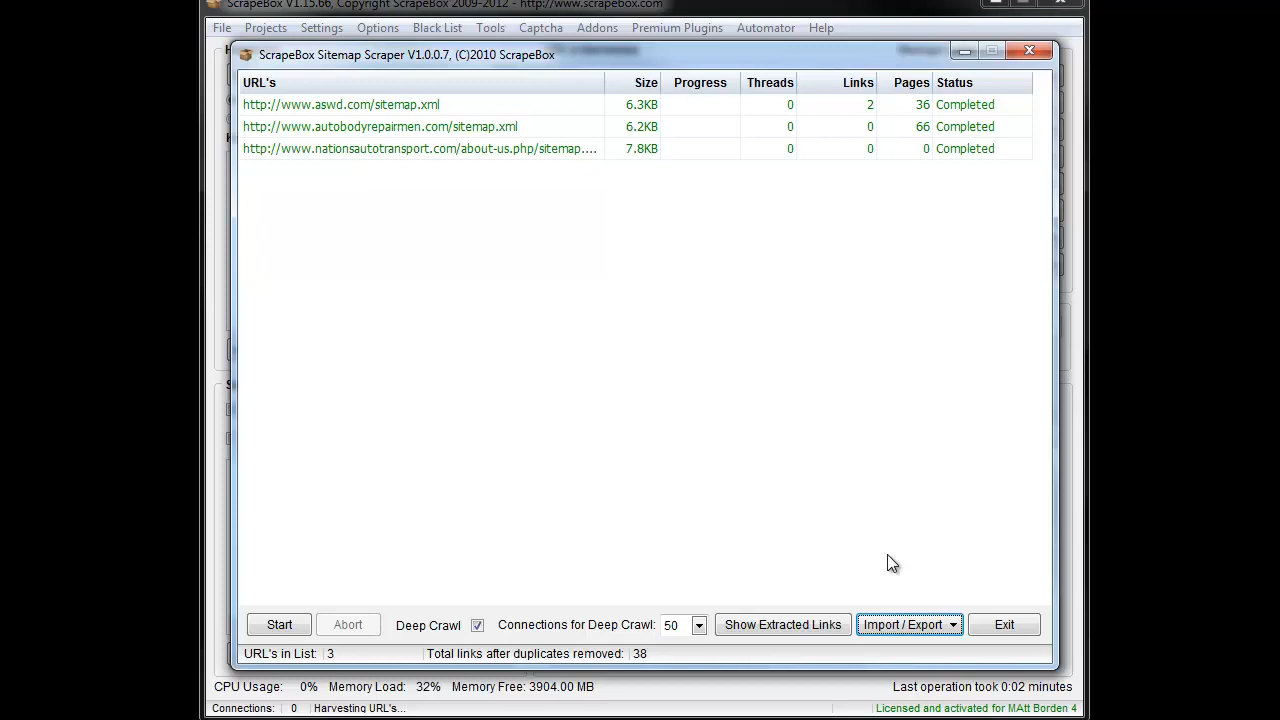 ScrapeBox V1.15.66, Copyright ScrapeBox 2009-2012 - http://www.scrapebox.com
File Projects Settings Options Black List Tools Captcha Addons Premium Plugins Automator Help
ScrapeBox Sitemap Scraper V1.0.0.7, (C)2010 ScrapeBox
URL's Size Progress Threads Links Pages Status
http://www.aswd.com/sitemap.xml 6.3KB 0 2 36 Completed
http://www.autobodyrepairmen.com/sitemap.xml 6.2KB 0 0 66 Completed
http://www.nationsautotransport.com/about-us.php/sitemap.... 7.8KB 0 0 0 Completed
Start Abort Deep Crawl Connections for Deep Crawl: 50 Show Extracted Links Import / Export Exit
URL's in List: 3 Total links after duplicates removed: 38
CPU Usage: 0% Memory Load: 32% Memory Free: 3904.00 MB Last operation took 0:02 minutes
Connections: 0 Harvesting URL's... Licensed and activated for MAtt Borden 4